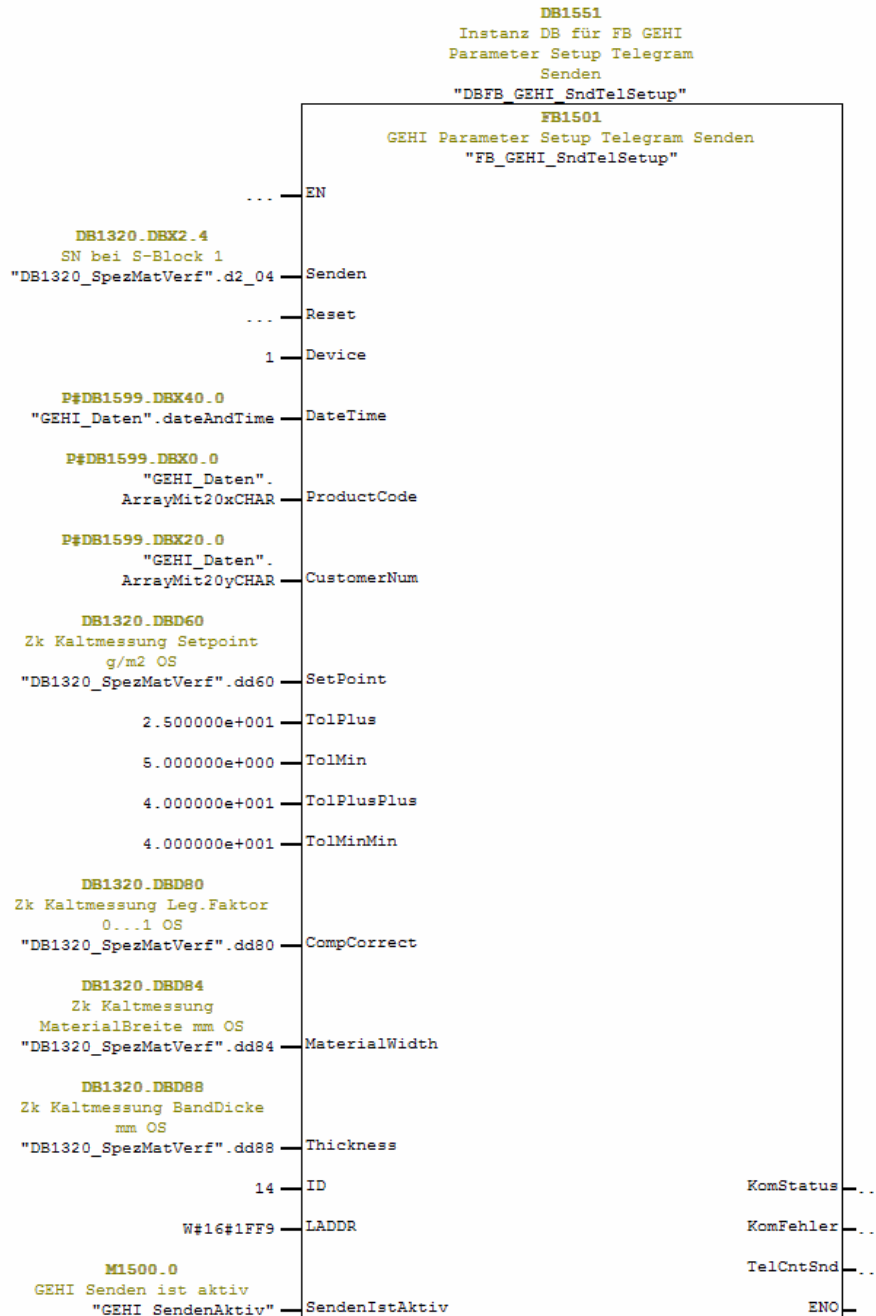 DB1551
Instanz DB für FB GEHI
Parameter Setup Telegram
Senden
"DBFB_GEHI_SndTelSetup"
FB1501
GEHI Parameter Setup Telegram Senden
"FB_GEHI_SndTelSetup"
... EN
DB1320.DBX2.4
SN bei S-Block 1
"DB1320_SpezMatVerf".d2_04 Senden
... Reset
1 Device
P#DB1599.DBX40.0
"GEHI_Daten".dateAndTime DateTime
P#DB1599.DBX0.0
"GEHI_Daten".
ArrayMit20xCHAR ProductCode
P#DB1599.DBX20.0
"GEHI_Daten".
ArrayMit20yCHAR CustomerNum
DB1320.DBD60
Zk Kaltmessung Setpoint
g/m2 OS
"DB1320_SpezMatVerf".dd60 SetPoint
2.500000e+001 TolPlus
5.000000e+000 TolMin
4.000000e+001 TolPlusPlus
4.000000e+001 TolMinMin
DB1320.DBD80
Zk Kaltmessung Leg.Faktor
0...1 OS
"DB1320_SpezMatVerf".dd80 CompCorrect
DB1320.DBD84
Zk Kaltmessung
MaterialBreite mm OS
"DB1320_SpezMatVerf".dd84 MaterialWidth
DB1320.DBD88
Zk Kaltmessung BandDicke
mm OS
"DB1320_SpezMatVerf".dd88 Thickness
14 ID KomStatus ..
W#16#1FF9 LADDR KomFehler ..
TelCntSnd ..
M1500.0
GEHI Senden ist aktiv
"GEHI_SendenAktiv" SendenIstAktiv ENO